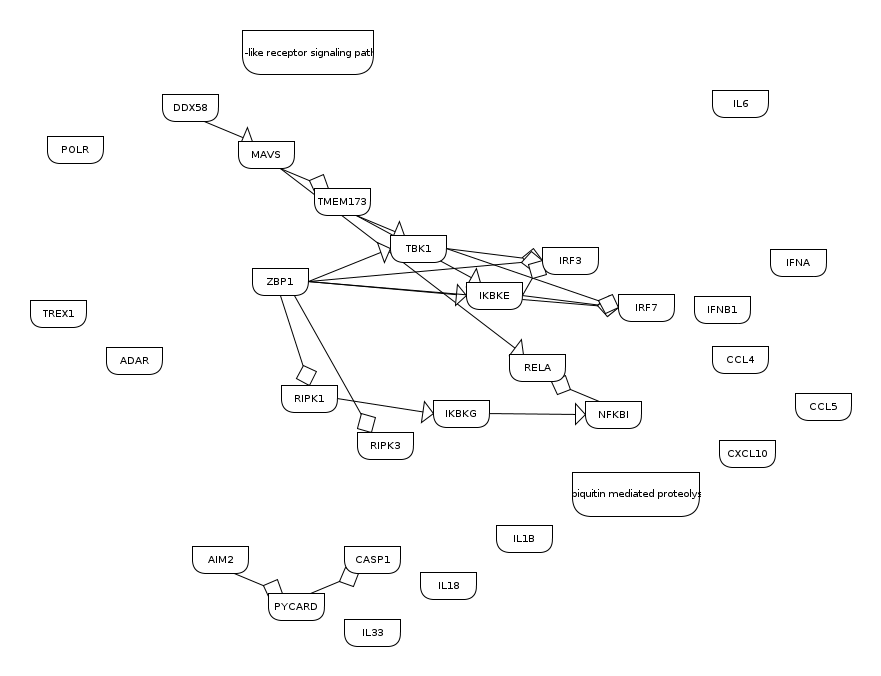 -like receptor signaling path
DDX58
IL6
POLR
MAVS
TMEM173
TBK1
IRF3
IFNA
ZBP1
IKBKE
IRF7
IFNB1
TREX1
ADAR
RELA
CCL4
RIPK1
IKBKG
NFKBI
CCL5
RIPK3
CXCL10
biquitin mediated proteolys
IL1B
AIM2
CASP1
IL18
PYCARD
IL33